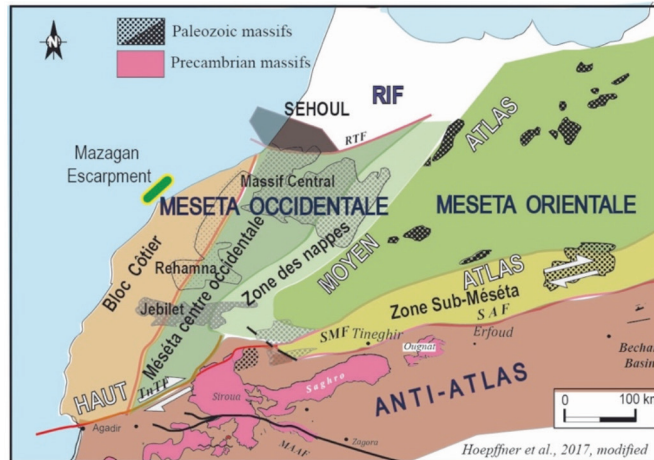 N
Paleozoic massifs
Precambrian massifs
SEHOUL
RIF
RTF
Mazagan
Escarpment
Massif Central
ATLAS
MESETA OCCIDENTALE
MESETA ORIENTALE
Bloc Côtier
Rehamna
Méséta centre occidentale
Zone des nappes
MOYEN
ATLAS
Jebilet
Zone Sub-Méséta
SMF
Tineghir
SAF
Erfoud
HAUT
TnTF
Ougnat
Bechar
Basin
Siroua
Saghro
ANTI-ATLAS
0
100 km
Agadir
MAAF
Zagora
Hoepffner et al., 2017, modified